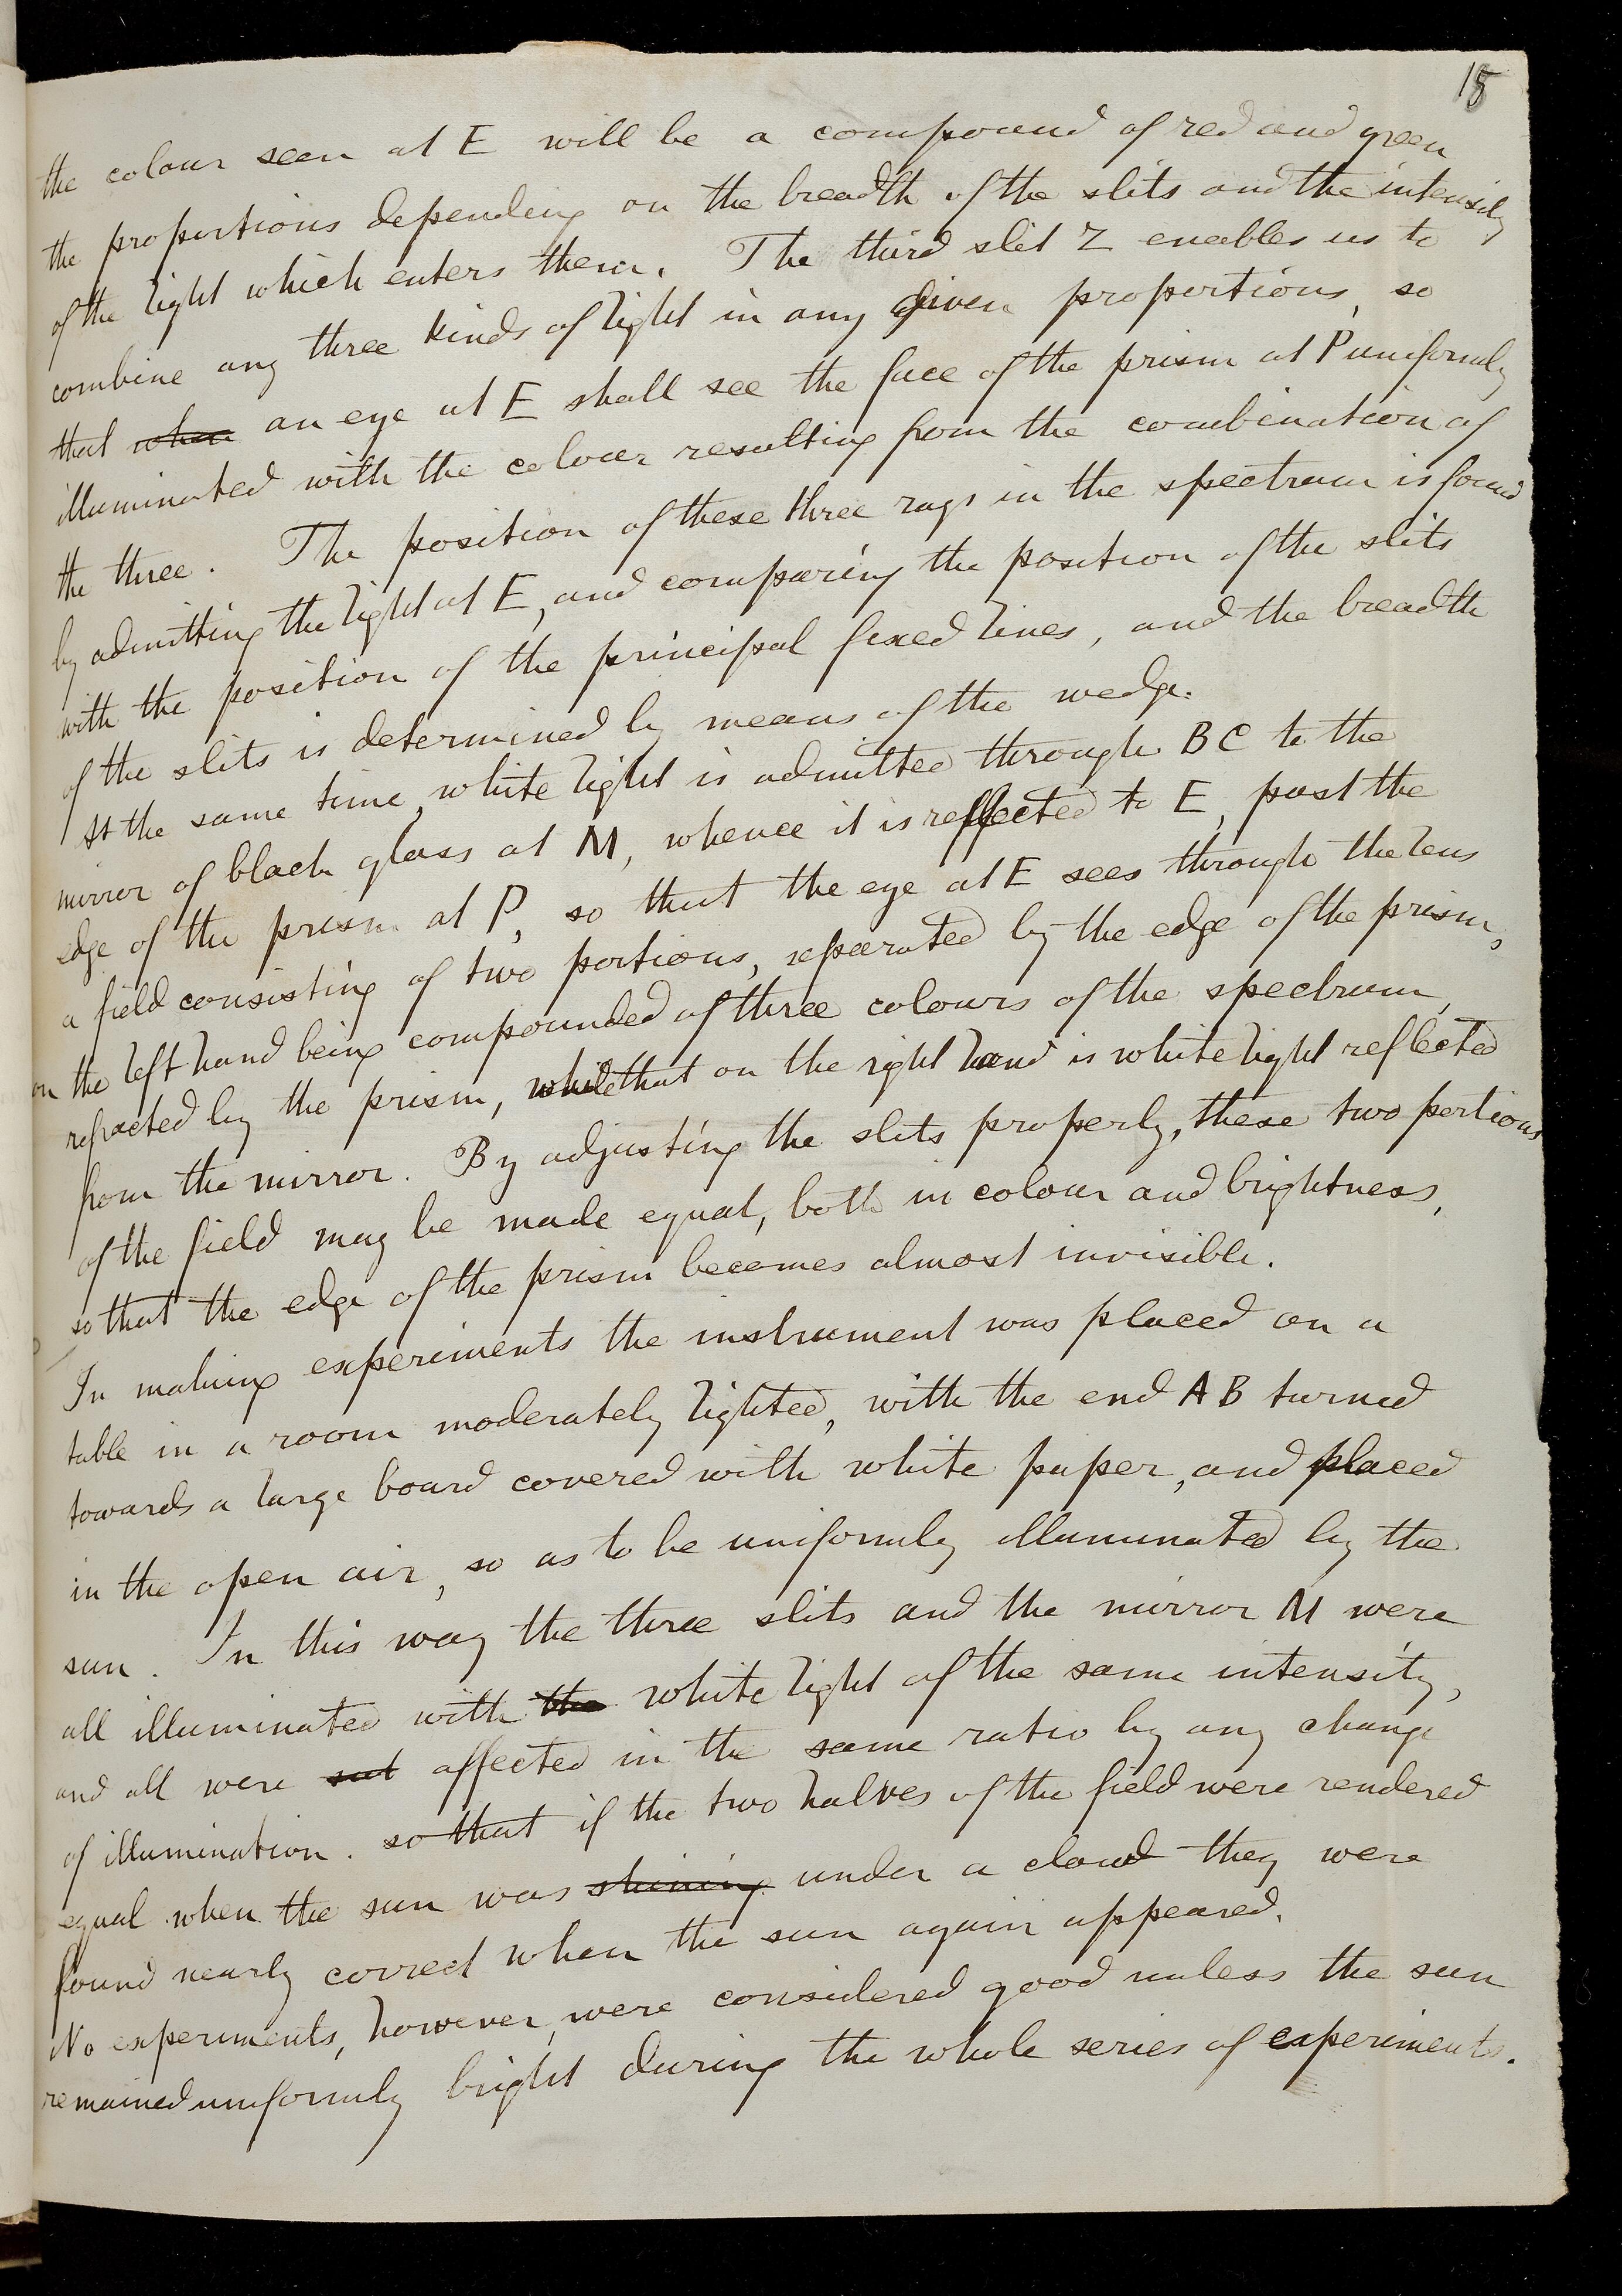 18
the colour seen at E will be a compound of red and green
the proportions depending on the breadth of the slits and the intensity
of the light which enters them. The third slit Z enables us to
combine any three kinds of light in any given proportions, so
that when an eye at E shall see the face of the prism at P uniformly
illuminated with the colour resulting from the combination of
the three. The position of these three rays in the spectrum is found
by admitting the light at E, and comparing the position of the slits
with the position of the principal fixed lines, and the breadth
of the slits is determined by means of the wedge.
At the same time, white light is admitted through BC to the
mirror of black glass at M, whence it is reflected to E, past the
edge of the prism at P, so that the eye at E sees through the lens
a field consisting of two portions, separated by the edge of the prism,
on the left hand being compounded of three colours of the spectrum,
refracted by the prism, while that on the right hand is white light reflected
from the mirror. By adjusting the slits properly, these two portions
of the field may be made equal, both in colour and brightness,
so that the edge of the prism becomes almost invisible.
In making experiments the instrument was placed on a
table in a room moderately lighted, with the end AB turned
towards a large board covered with white paper, and placed
in the open air, so as to be uniformly illuminated by the
sun. In this way the three slits and the mirror M were
all illuminated with the white light of the same intensity,
and all were affected in the same ratio by any change
of illumination. so that if the two halves of the field were rendered
equal when the sun was shining under a cloud they were
found nearly correct when the sun again appeared.
No experiments, however, were considered good unless the sun
remained uniformly bright during the whole series of experiments.